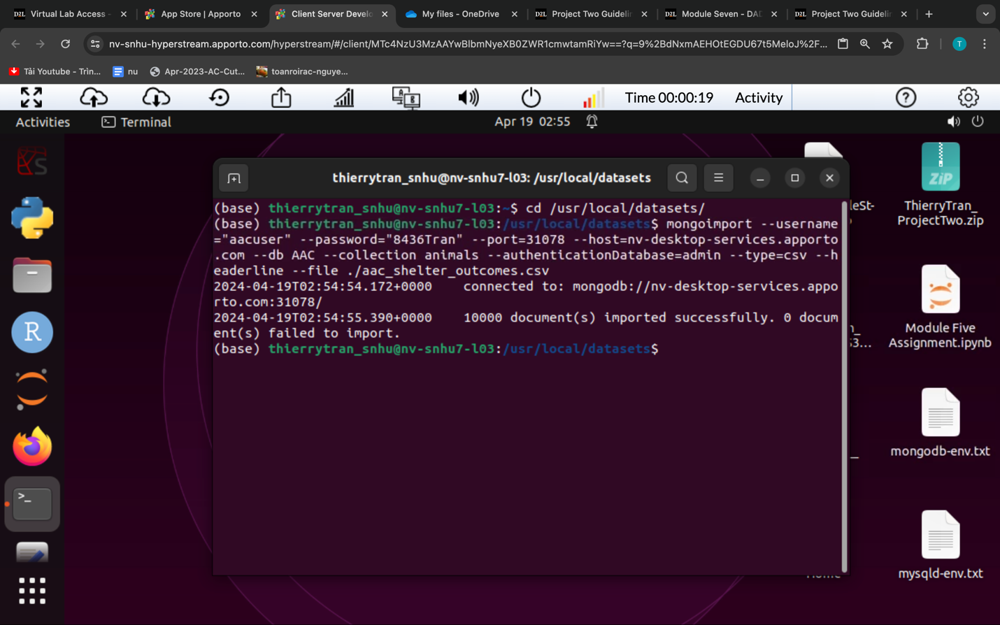 Virtual Lab Access -
App Store | Apporto
Client Server Develo
My files - OneDrive
Project Two Guidelin
Module Seven - DAD
Project Two Guidelin
nv-snhu-hyperstream.apporto.com/hyperstream/#/client/MTc4NzU3MzAAYwBlbmNyeXB0ZWR1cmwtamRiYw==?q=9%2BdNxmAEHOtEGDU67t5MeloJ%2F...
T
Tải Youtube - Trìn...
nu
Apr-2023-AC-Cut...
toanroirac-nguye...
Time 00:00:19
Activity
Activities
Terminal
Apr 19 02:55
thierrytran_snhu@nv-snhu7-l03: /usr/local/datasets
(base) thierrytran_snhu@nv-snhu7-l03:~$ cd /usr/local/datasets/
(base) thierrytran_snhu@nv-snhu7-l03:/usr/local/datasets$ mongoimport --username
="aacuser" --password="8436Tran" --port=31078 --host=nv-desktop-services.apporto
.com --db AAC --collection animals --authenticationDatabase=admin --type=csv --h
eaderline --file ./aac_shelter_outcomes.csv
2024-04-19T02:54:54.172+0000    connected to: mongodb://nv-desktop-services.appo
rto.com:31078/
2024-04-19T02:54:55.390+0000    10000 document(s) imported successfully. 0 docum
ent(s) failed to import.
(base) thierrytran_snhu@nv-snhu7-l03:/usr/local/datasets$
ZiP
ThierryTran_
ProjectTwo.zip
Module Five
Assignment.ipynb
mongodb-env.txt
mysqld-env.txt